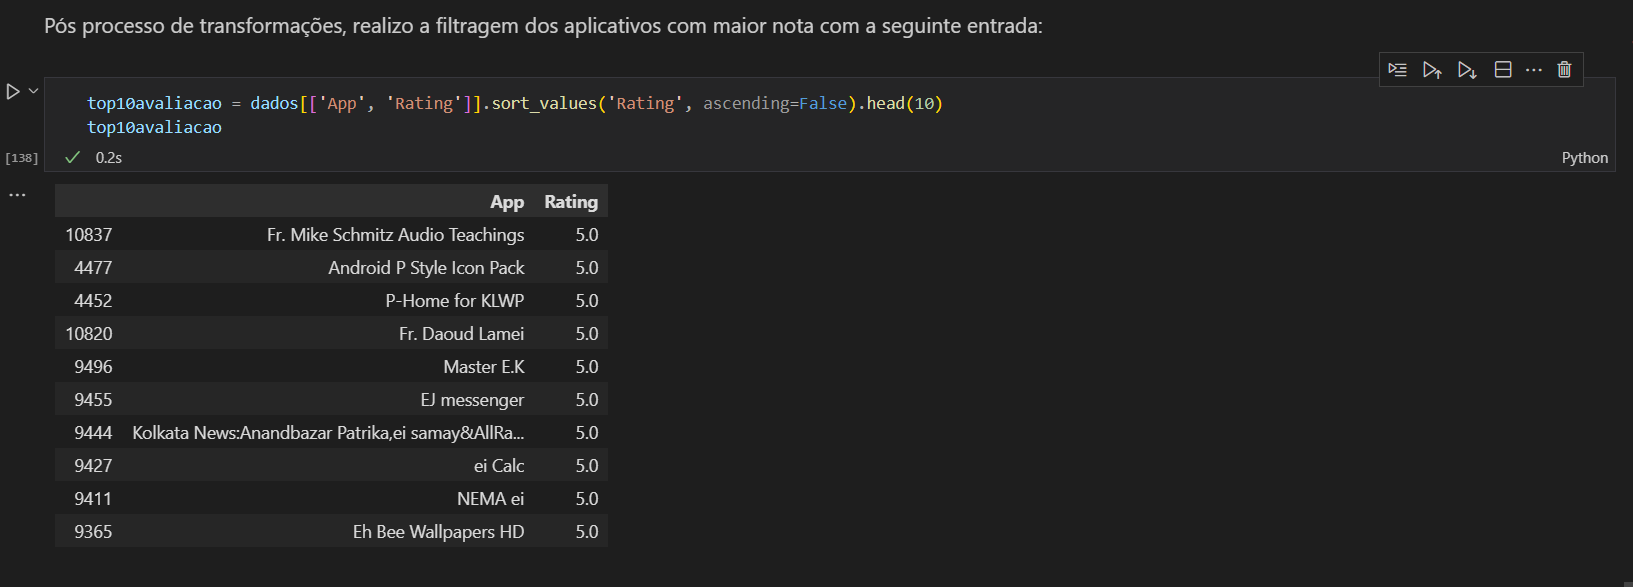 Pós processo de transformações, realizo a filtragem dos aplicativos com maior nota com a seguinte entrada:
top10avaliacao = dados[['App', 'Rating']].sort_values('Rating', ascending=False).head(10)
top10avaliacao
[138] 0.2s Python
App Rating
10837 Fr. Mike Schmitz Audio Teachings 5.0
4477 Android P Style Icon Pack 5.0
4452 P-Home for KLWP 5.0
10820 Fr. Daoud Lamei 5.0
9496 Master E.K 5.0
9455 EJ messenger 5.0
9444 Kolkata News:Anandbazar Patrika,ei samay&AllRa... 5.0
9427 ei Calc 5.0
9411 NEMA ei 5.0
9365 Eh Bee Wallpapers HD 5.0